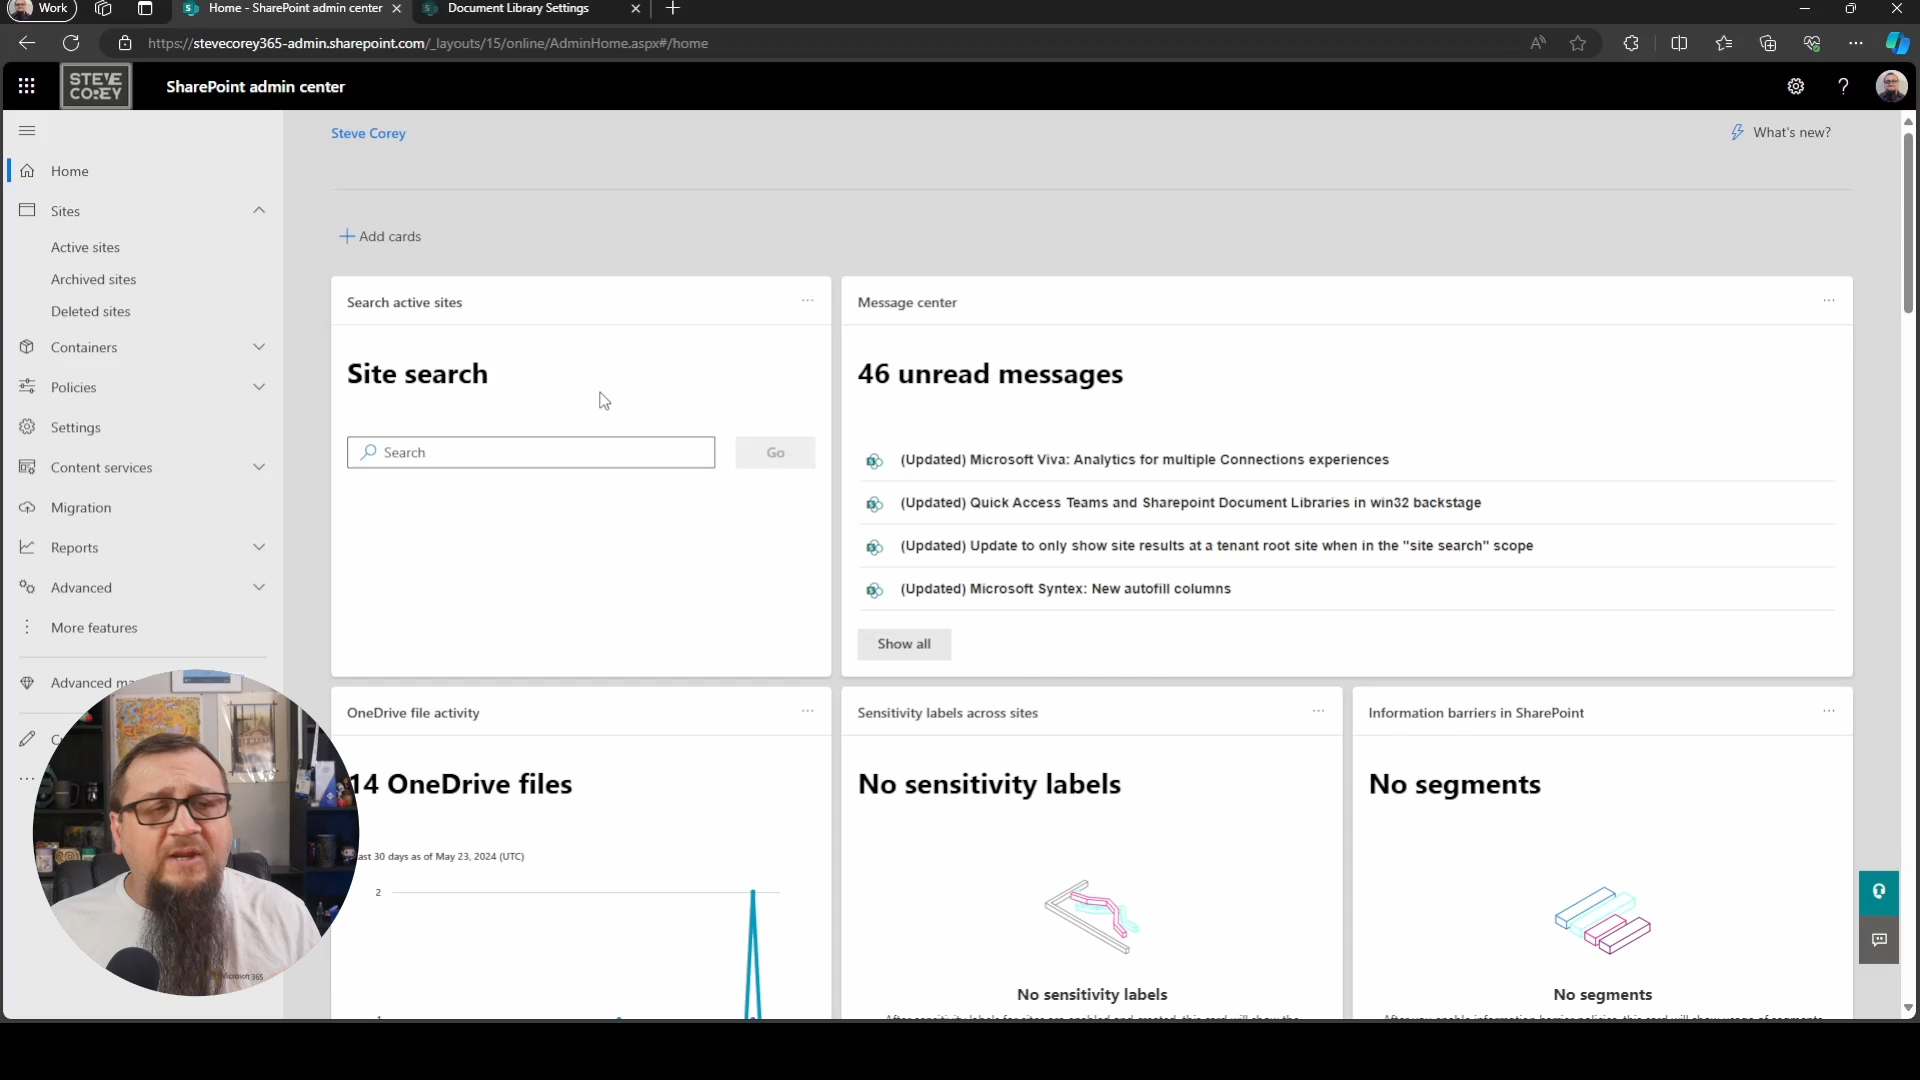 Work
Home - SharePoint admin center
Document Library Settings
https://stevecorey365-admin.sharepoint.com/_layouts/15/online/AdminHome.aspx#/home
STEVE
COREY
SharePoint admin center
Steve Corey
What's new?
Home
Sites
Active sites
Archived sites
Deleted sites
Containers
Policies
Settings
Content services
Migration
Reports
Advanced
More features
Advanced
Add cards
Search active sites
Site search
Search
Go
Message center
46 unread messages
(Updated) Microsoft Viva: Analytics for multiple Connections experiences
(Updated) Quick Access Teams and Sharepoint Document Libraries in win32 backstage
(Updated) Update to only show site results at a tenant root site when in the "site search" scope
(Updated) Microsoft Syntex: New autofill columns
Show all
OneDrive file activity
14 OneDrive files
30 days as of May 23, 2024 (UTC)
2
Sensitivity labels across sites
No sensitivity labels
No sensitivity labels
Information barriers in SharePoint
No segments
No segments
Microsoft 365